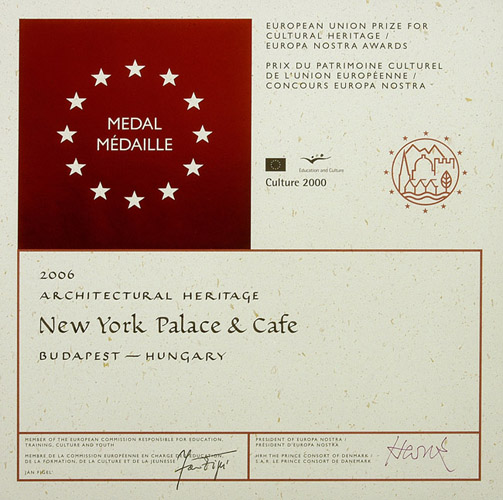 MEDAL
MÉDAILLE
EUROPEAN UNION PRIZE FOR
CULTURAL HERITAGE /
EUROPA NOSTRA AWARDS
PRIX DU PATRIMOINE CULTUREL
DE L'UNION EUROPÉENNE /
CONCOURS EUROPA NOSTRA
Education and Culture
Culture 2000
2006
ARCHITECTURAL HERITAGE
New York Palace & Cafe
BUDAPEST – HUNGARY
MEMBER OF THE EUROPEAN COMMISSION RESPONSIBLE FOR EDUCATION,
TRAINING, CULTURE AND YOUTH
MEMBRE DE LA COMMISSION EUROPÉENNE EN CHARGE DE L'ÉDUCATION,
DE LA FORMATION, DE LA CULTURE ET DE LA JEUNESSE
JÁN FIGEL'
PRESIDENT OF EUROPA NOSTRA /
PRÉSIDENT D'EUROPA NOSTRA
HRH THE PRINCE CONSORT OF DENMARK /
S.A.R. LE PRINCE CONSORT DE DANEMARK